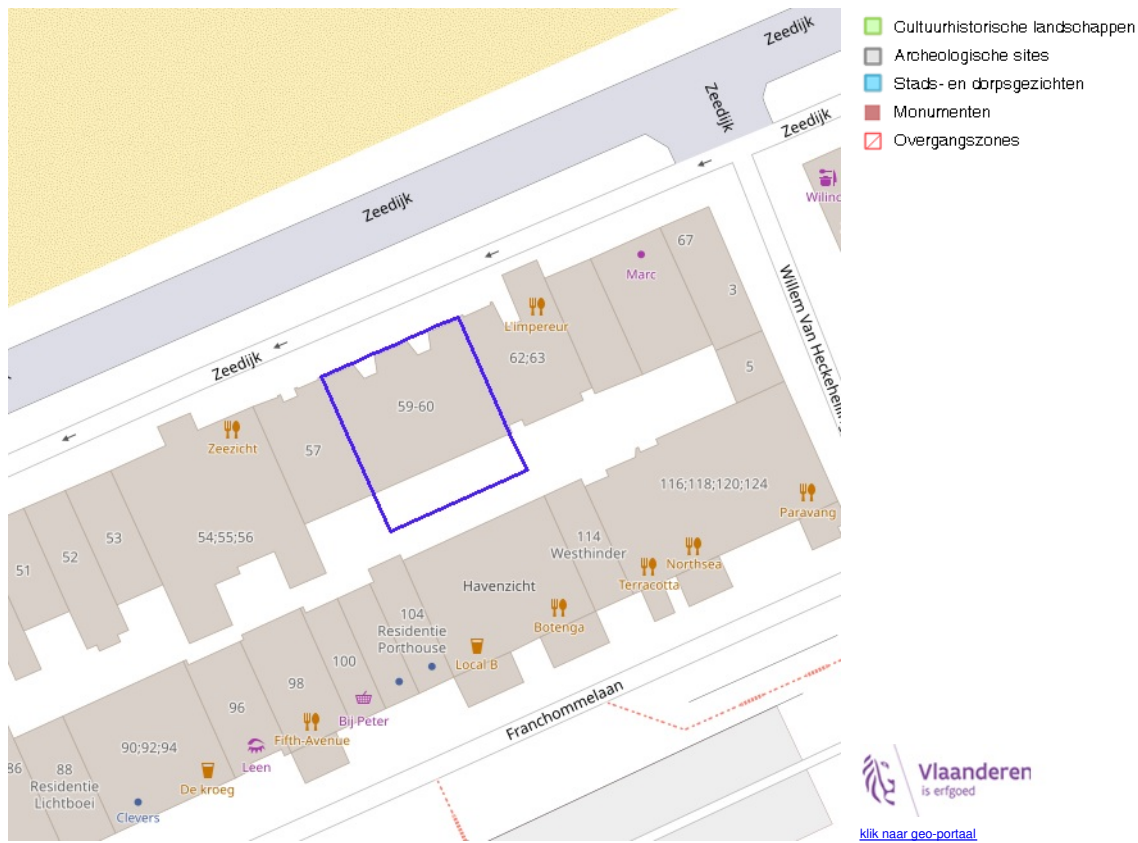 Cultuurhistorische landschappen
Archeologische sites
Stads- en dorpsgezichten
Monumenten
Overgangszones
Zeedijk
Zeedijk
Zeedijk
Zeedijk
Zeedijk
Willem Van Heckehelin
Marc
67
3
5
L'impereur
62;63
59-60
57
Zeezicht
54;55;56
53
52
51
116;118;120;124
Paravang
114
Westhinder
Northsea
Terracotta
Havenzicht
Botenga
104
Residentie
Porthouse
Local B
100
Bij Peter
98
Fifth-Avenue
96
Leen
90;92;94
De kroeg
88
Residentie
Lichtboei
86
Clevers
Franchommelaan
Vlaanderen
is erfgoed
klik naar geo-portaal